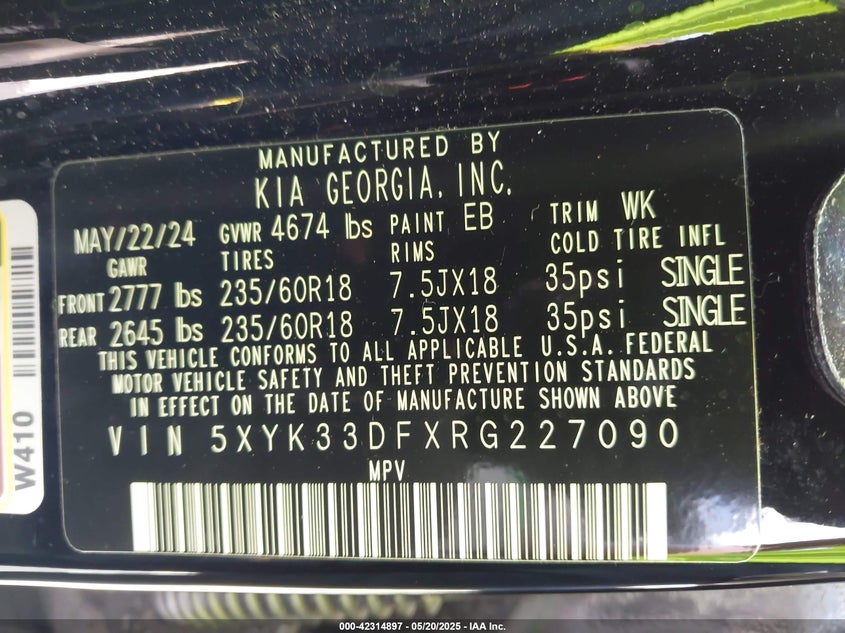 MANUFACTURED BY
KIA GEORGIA, INC.
MAY/22/24 GVWR 4674 lbs PAINT EB TRIM WK
GAWR TIRES RIMS COLD TIRE INFL
FRONT 2777 lbs 235/60R18 7.5JX18 35psi SINGLE
REAR 2645 lbs 235/60R18 7.5JX18 35psi SINGLE
THIS VEHICLE CONFORMS TO ALL APPLICABLE U.S.A. FEDERAL
MOTOR VEHICLE SAFETY AND THEFT PREVENTION STANDARDS
IN EFFECT ON THE DATE OF MANUFACTURE SHOWN ABOVE
VIN 5XYK33DFXRG227090
MPV
W410
000-42314897 - 05/20/2025 - IAA Inc.